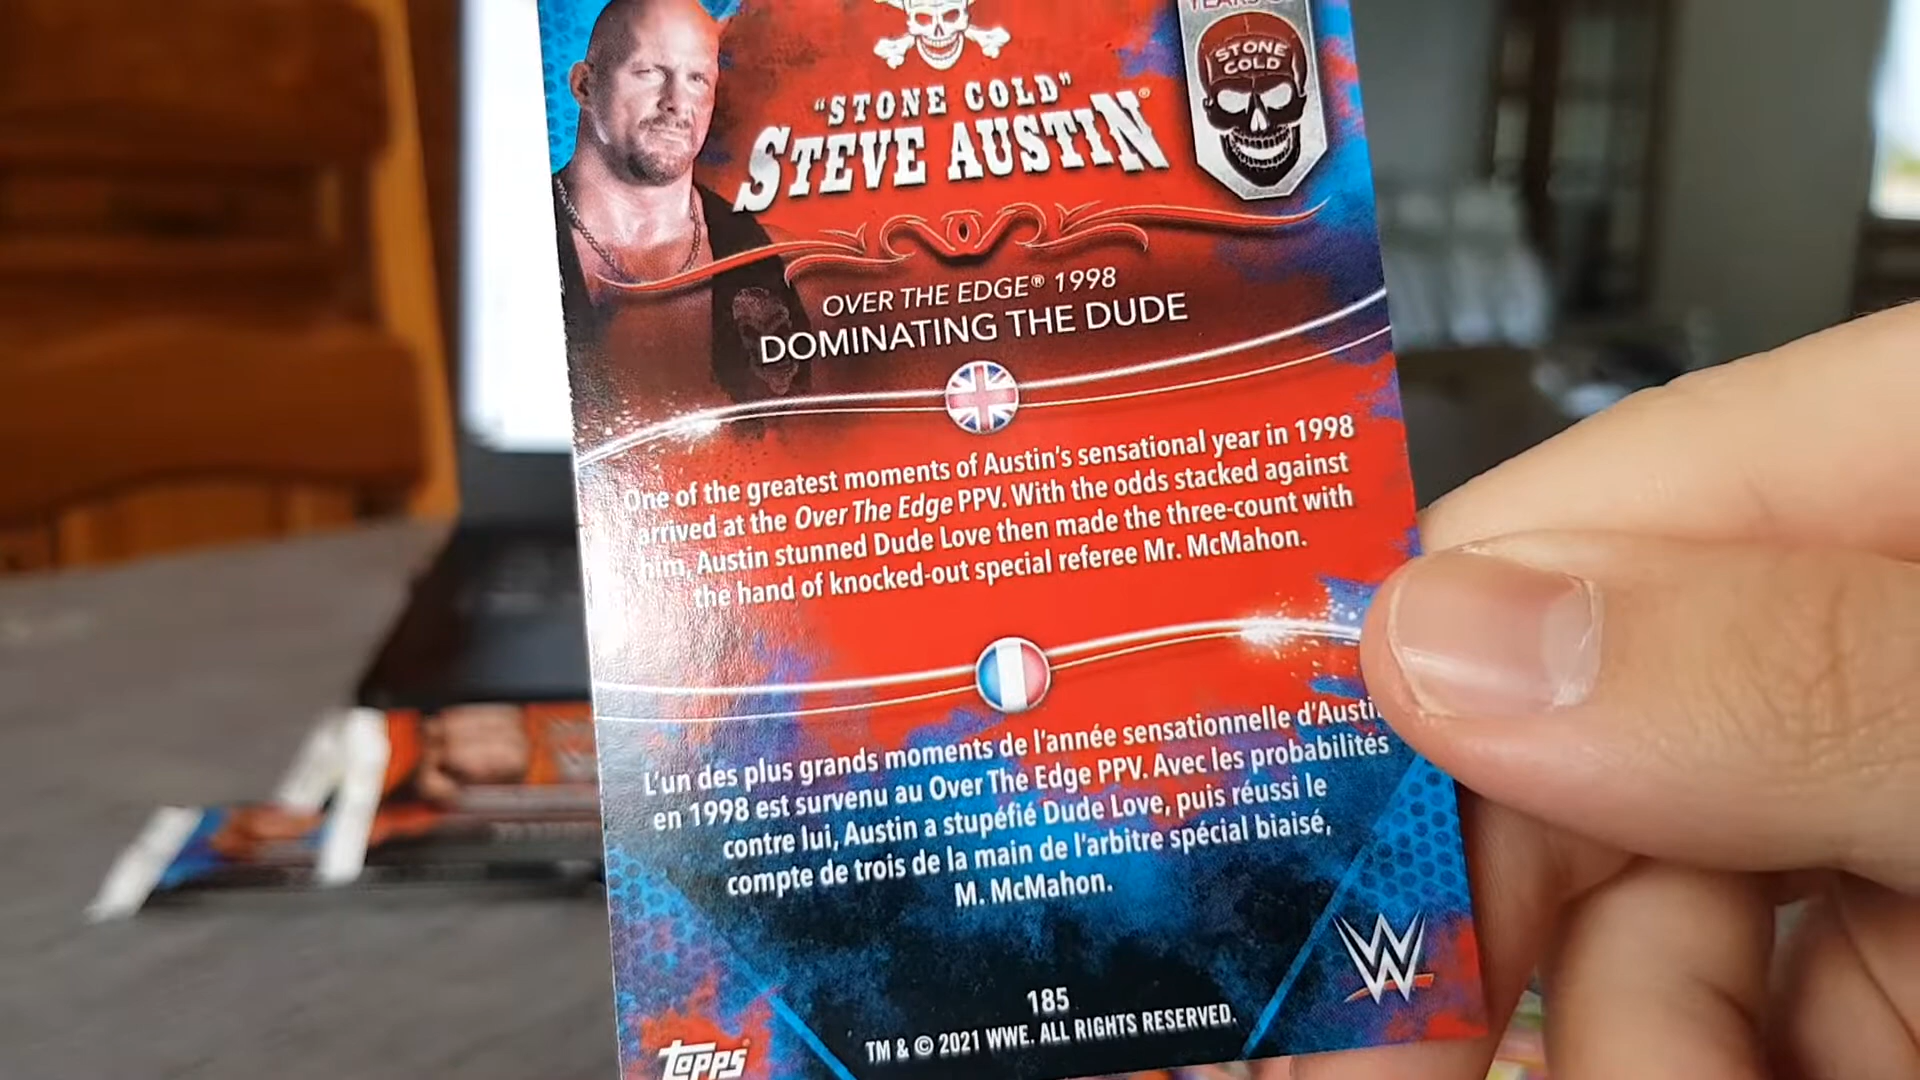 YEARS OF
STONE
COLD
"STONE COLD"
STEVE AUSTIN®
OVER THE EDGE® 1998
DOMINATING THE DUDE
One of the greatest moments of Austin's sensational year in 1998
arrived at the Over The Edge PPV. With the odds stacked against
him, Austin stunned Dude Love then made the three-count with
the hand of knocked-out special referee Mr. McMahon.
L'un des plus grands moments de l'année sensationnelle d'Austi
en 1998 est survenu au Over The Edge PPV. Avec les probabilités
contre lui, Austin a stupéfié Dude Love, puis réussi le
compte de trois de la main de l'arbitre spécial biaisé,
M. McMahon.
W
185
TM & © 2021 WWE. ALL RIGHTS RESERVED.
topps